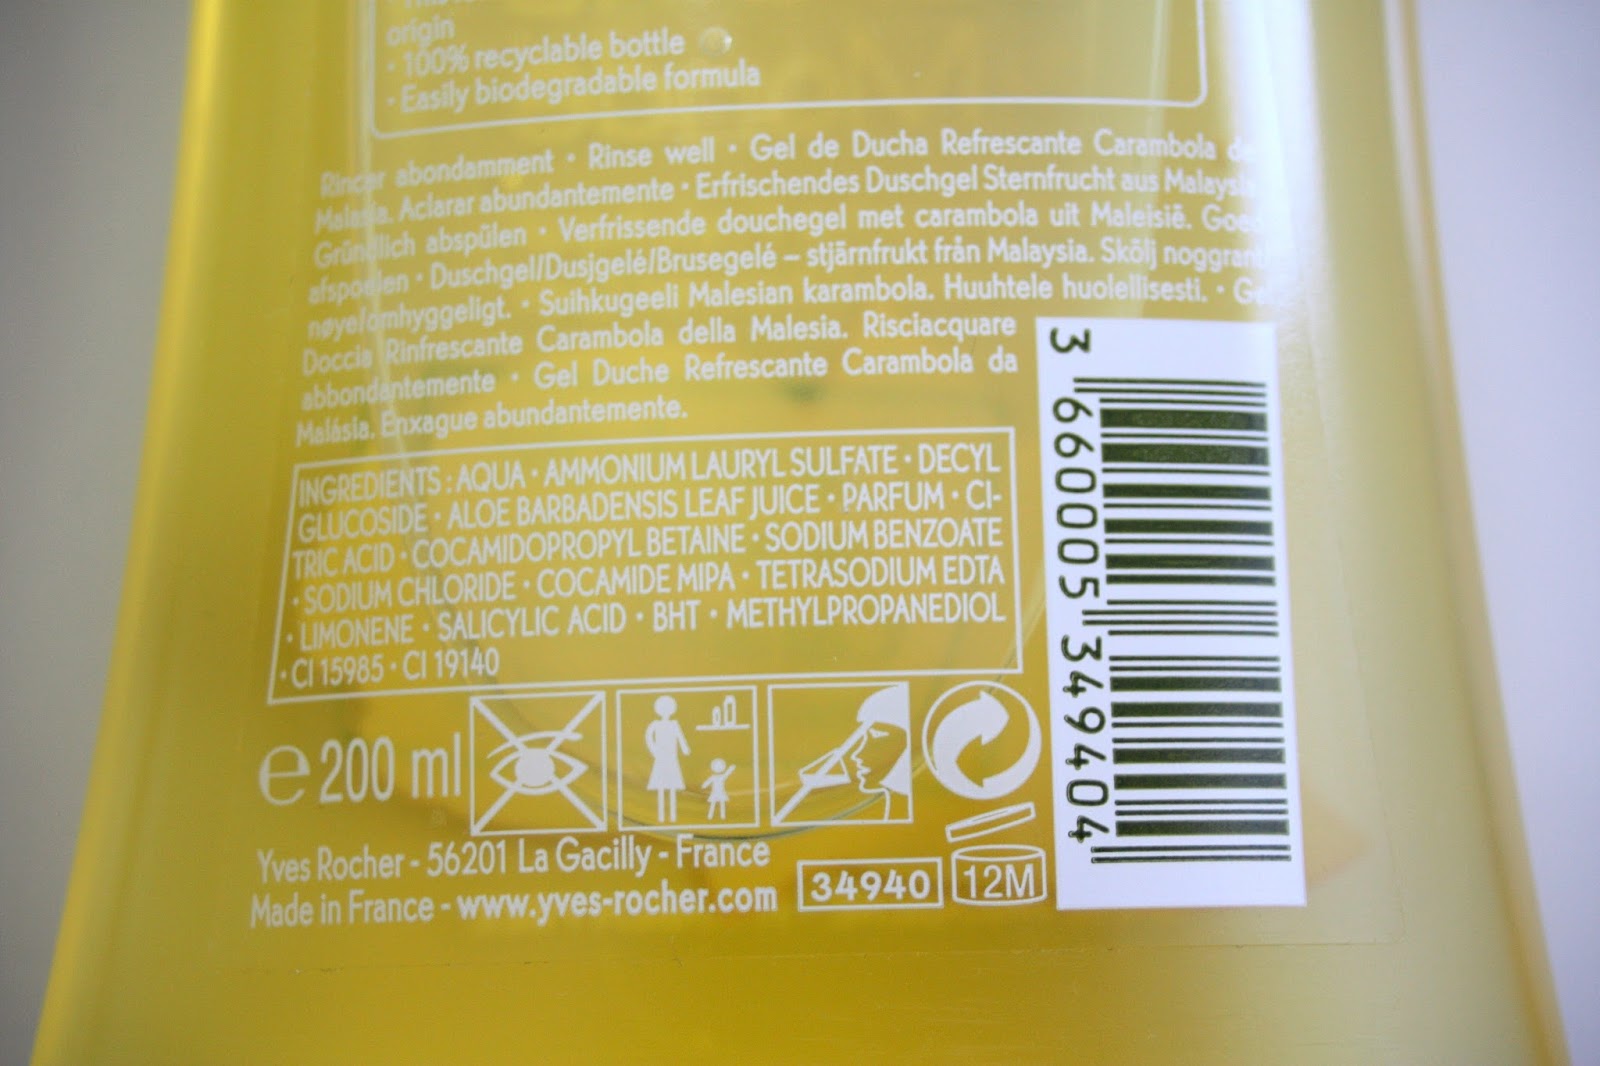 origin
• 100% recyclable bottle
• Easily biodegradable formula
Rincer abondamment • Rinse well • Gel de Ducha Refrescante Carambola de
Malasia. Aclarar abundantemente • Erfrischendes Duschgel Sternfrucht aus Malaysia
Gründlich abspülen • Verfrissende douchegel met carambola uit Maleisië.
afspoelen • Duschgel/Dusjgelé/Brusegelé – stjärnfrukt från Malaysia. Skölj noggrant
nøye/omhyggeligt. • Suihkugeeli Malesian karambola. Huuhtele huolellisesti. •
Doccia Rinfrescante Carambola della Malesia. Risciacquare
abbondantemente • Gel Duche Refrescante Carambola da
Malásia. Enxague abundantemente.
INGREDIENTS : AQUA • AMMONIUM LAURYL SULFATE • DECYL
GLUCOSIDE • ALOE BARBADENSIS LEAF JUICE • PARFUM • CI-
TRIC ACID • COCAMIDOPROPYL BETAINE • SODIUM BENZOATE
• SODIUM CHLORIDE • COCAMIDE MIPA • TETRASODIUM EDTA
• LIMONENE • SALICYLIC ACID • BHT • METHYLPROPANEDIOL
• CI 15985 • CI 19140
e 200 ml
Yves Rocher - 56201 La Gacilly - France
Made in France - www.yves-rocher.com
34940
12M
3 660005 349404